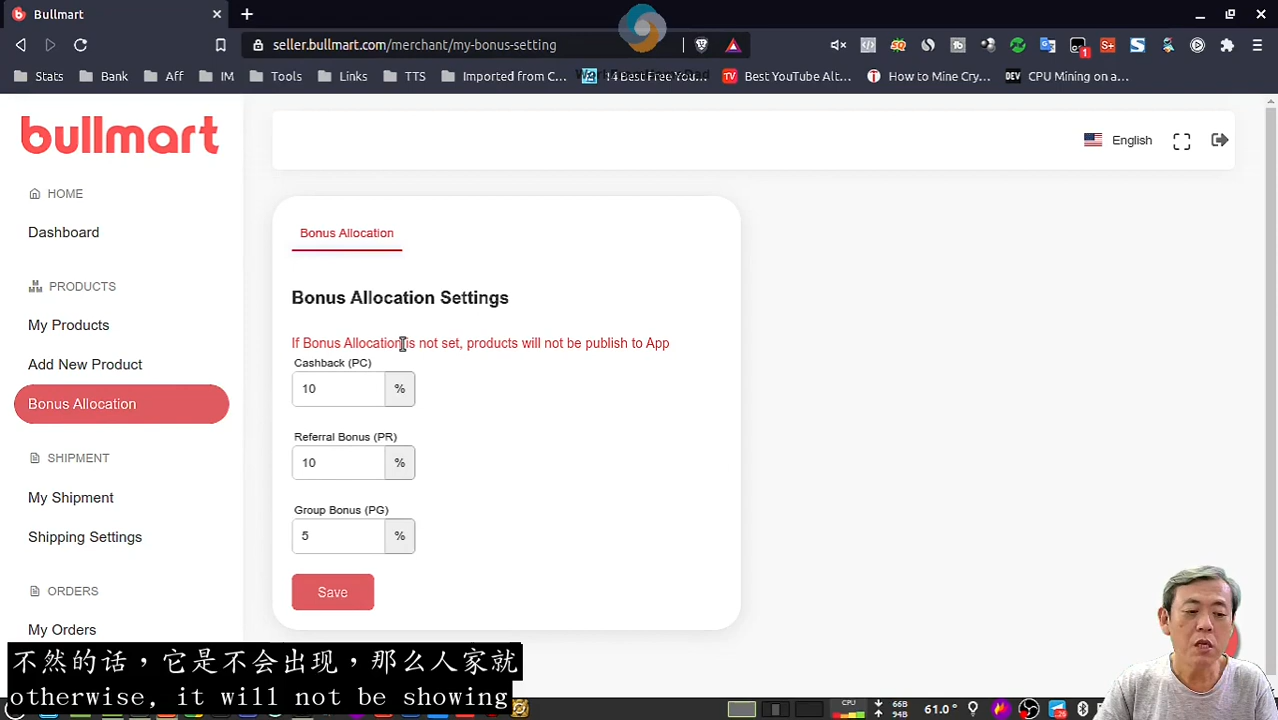 Bullmart
seller.bullmart.com/merchant/my-bonus-setting
Stats
Bank
Aff
IM
Tools
Links
TTS
Imported from C...
Best YouTube Alt...
How to Mine Cry...
CPU Mining on a...
bullmart
English
HOME
Dashboard
PRODUCTS
My Products
Add New Product
Bonus Allocation
SHIPMENT
My Shipment
Shipping Settings
ORDERS
My Orders
Bonus Allocation
Bonus Allocation Settings
If Bonus Allocation is not set, products will not be publish to App
Cashback (PC)
10 %
Referral Bonus (PR)
10 %
Group Bonus (PG)
5 %
Save
不然的话，它是不会出现，那么人家就
otherwise, it will not be showing
CPU
66B
94B
61.0°